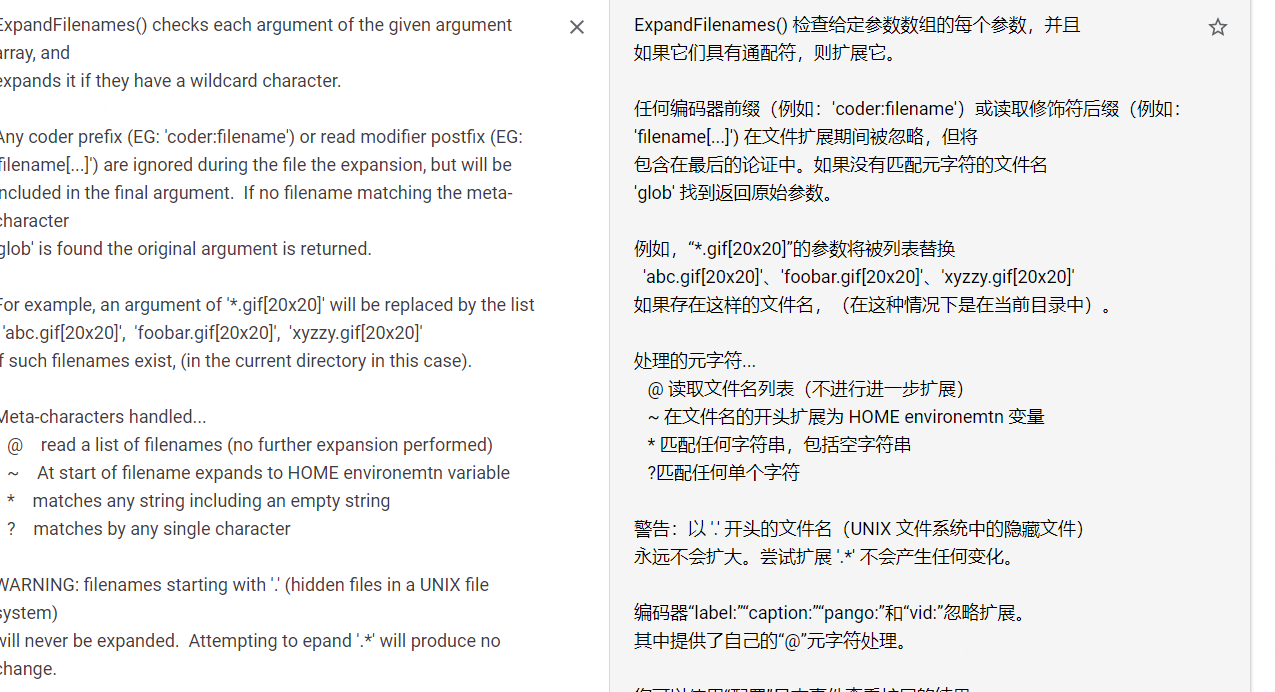 ExpandFilenames() checks each argument of the given argument
array, and
expands it if they have a wildcard character.
Any coder prefix (EG: 'coder:filename') or read modifier postfix (EG:
'filename[...]') are ignored during the file the expansion, but will be
included in the final argument.  If no filename matching the meta-
character
'glob' is found the original argument is returned.
For example, an argument of '*.gif[20x20]' will be replaced by the list
'abc.gif[20x20]',  'foobar.gif[20x20]',  'xyzzy.gif[20x20]'
if such filenames exist, (in the current directory in this case).
Meta-characters handled...
@    read a list of filenames (no further expansion performed)
~    At start of filename expands to HOME environemtn variable
*    matches any string including an empty string
?    matches by any single character
WARNING: filenames starting with '.' (hidden files in a UNIX file
system)
will never be expanded.  Attempting to epand '.*' will produce no
change.
ExpandFilenames() 检查给定参数数组的每个参数，并且
如果它们具有通配符，则扩展它。
任何编码器前缀（例如：'coder:filename'）或读取修饰符后缀（例如：
'filename[...]') 在文件扩展期间被忽略，但将
包含在最后的论证中。如果没有匹配元字符的文件名
'glob' 找到返回原始参数。
例如，“*.gif[20x20]”的参数将被列表替换
'abc.gif[20x20]'、'foobar.gif[20x20]'、'xyzzy.gif[20x20]'
如果存在这样的文件名，（在这种情况下是在当前目录中）。
处理的元字符...
@ 读取文件名列表（不进行进一步扩展）
~ 在文件名的开头扩展为 HOME environemtn 变量
* 匹配任何字符串，包括空字符串
?匹配任何单个字符
警告：以 '.' 开头的文件名（UNIX 文件系统中的隐藏文件）
永远不会扩大。尝试扩展 '.*' 不会产生任何变化。
编码器“label:”“caption:”“pango:”和“vid:”忽略扩展。
其中提供了自己的“@”元字符处理。